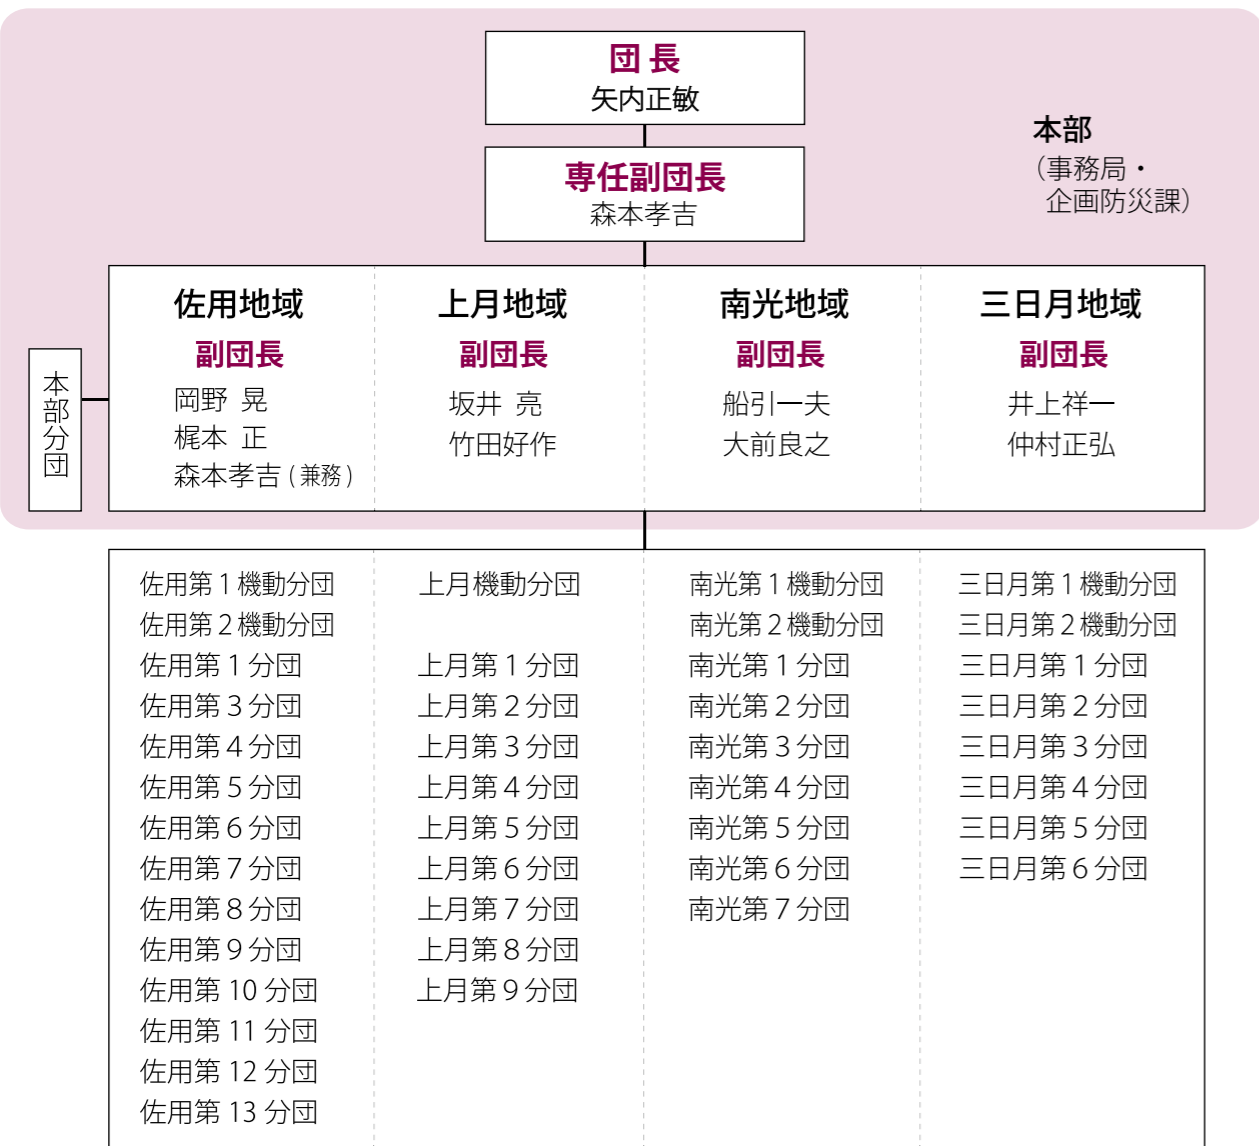 団長
矢内正敏
専任副団長
森本孝吉
本部
(事務局・
企画防災課)
本部分団
佐用地域
副団長
岡野 晃
梶本 正
森本孝吉(兼務)
上月地域
副団長
坂井 亮
竹田好作
南光地域
副団長
船引一夫
大前良之
三日月地域
副団長
井上祥一
仲村正弘
佐用第1機動分団
佐用第2機動分団
佐用第1分団
佐用第3分団
佐用第4分団
佐用第5分団
佐用第6分団
佐用第7分団
佐用第8分団
佐用第9分団
佐用第10分団
佐用第11分団
佐用第12分団
佐用第13分団
上月機動分団
上月第1分団
上月第2分団
上月第3分団
上月第4分団
上月第5分団
上月第6分団
上月第7分団
上月第8分団
上月第9分団
南光第1機動分団
南光第2機動分団
南光第1分団
南光第2分団
南光第3分団
南光第4分団
南光第5分団
南光第6分団
南光第7分団
三日月第1機動分団
三日月第2機動分団
三日月第1分団
三日月第2分団
三日月第3分団
三日月第4分団
三日月第5分団
三日月第6分団